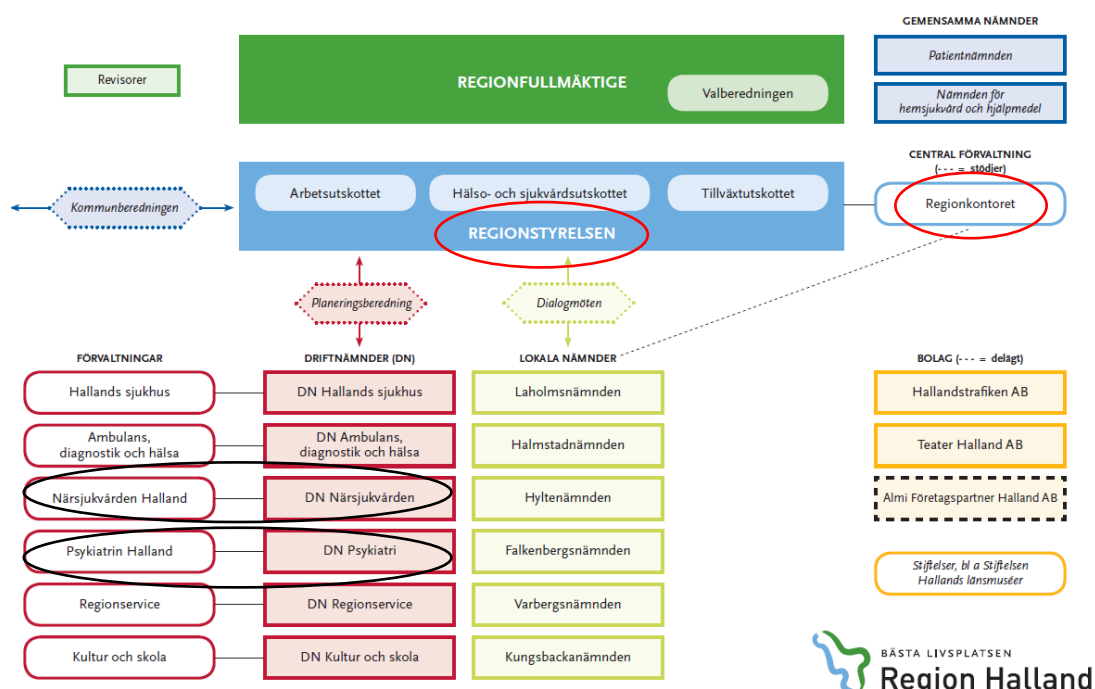 GEMENSAMMA NÄMNDER
Revisorer
REGIONFULLMÄKTIGE
Valberedningen
Patientnämnden
Nämnden för
hemsjukvård och hjälpmedel
CENTRAL FÖRVALTNING
(- - - = stödjer)
Kommunberedningen
Arbetsutskottet
Hälso- och sjukvårdsutskottet
Tillväxtutskottet
REGIONSTYRELSEN
Regionkontoret
Planeringsberedning
Dialogmöten
FÖRVALTNINGAR
Hallands sjukhus
Ambulans,
diagnostik och hälsa
Närsjukvården Halland
Psykiatrin Halland
Regionservice
Kultur och skola
DRIFTNÄMNDER (DN)
DN Hallands sjukhus
DN Ambulans,
diagnostik och hälsa
DN Närsjukvården
DN Psykiatri
DN Regionservice
DN Kultur och skola
LOKALA NÄMNDER
Laholmsnämnden
Halmstadnämnden
Hyltenämnden
Falkenbergsnämnden
Varbergsnämnden
Kungsbackanämnden
BOLAG (- - - = delägt)
Hallandstrafiken AB
Teater Halland AB
Almi Företagspartner Halland AB
Stiftelser, bl a Stiftelsen
Hallands länsmuséer
BÄSTA LIVSPLATSEN
Region Halland